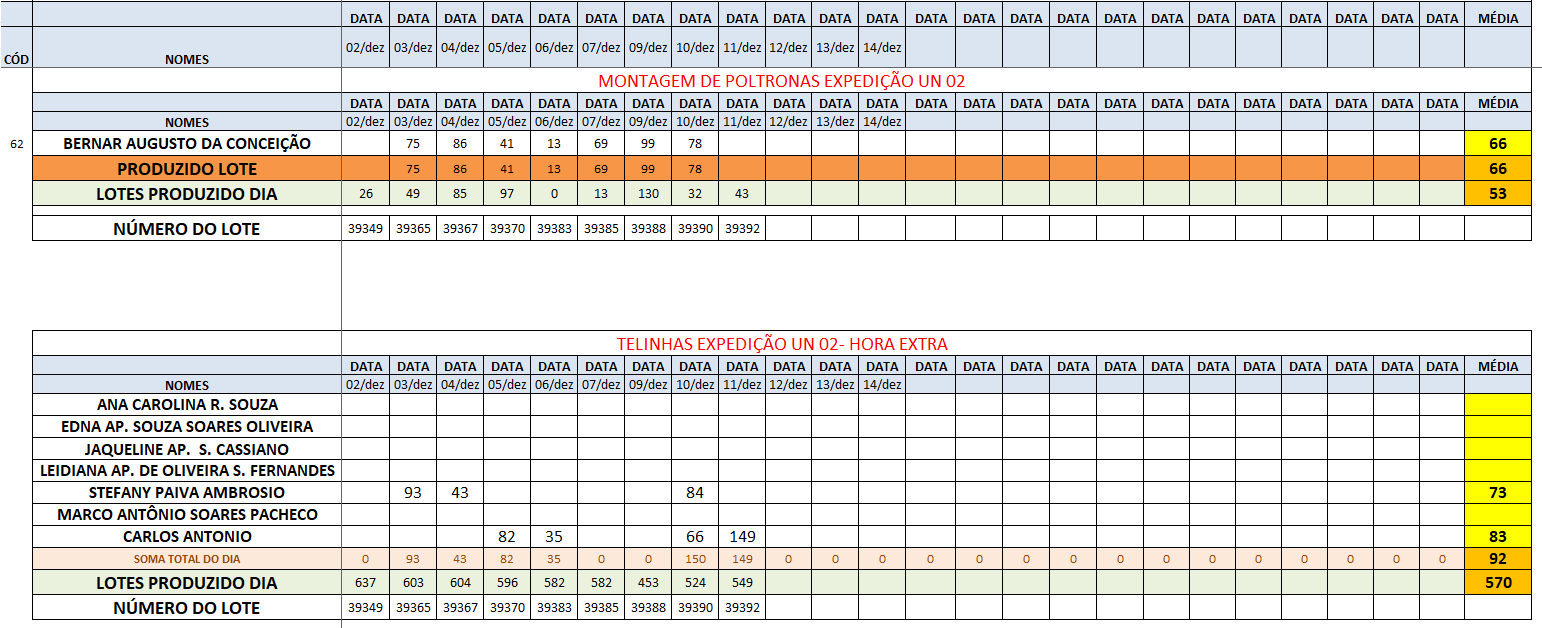 DATA DATA DATA DATA DATA DATA DATA DATA DATA DATA DATA DATA DATA DATA DATA DATA DATA DATA DATA DATA DATA DATA DATA DATA MÉDIA
CÓD NOMES 02/dez 03/dez 04/dez 05/dez 06/dez 07/dez 09/dez 10/dez 11/dez 12/dez 13/dez 14/dez
MONTAGEM DE POLTRONAS EXPEDIÇÃO UN 02
DATA DATA DATA DATA DATA DATA DATA DATA DATA DATA DATA DATA DATA DATA DATA DATA DATA DATA DATA DATA DATA DATA DATA DATA MÉDIA
NOMES 02/dez 03/dez 04/dez 05/dez 06/dez 07/dez 09/dez 10/dez 11/dez 12/dez 13/dez 14/dez
62 BERNAR AUGUSTO DA CONCEIÇÃO 75 86 41 13 69 99 78 66
PRODUZIDO LOTE 75 86 41 13 69 99 78 66
LOTES PRODUZIDO DIA 26 49 85 97 0 13 130 32 43 53
NÚMERO DO LOTE 39349 39365 39367 39370 39383 39385 39388 39390 39392
TELINHAS EXPEDIÇÃO UN 02- HORA EXTRA
DATA DATA DATA DATA DATA DATA DATA DATA DATA DATA DATA DATA DATA DATA DATA DATA DATA DATA DATA DATA DATA DATA DATA DATA MÉDIA
NOMES 02/dez 03/dez 04/dez 05/dez 06/dez 07/dez 09/dez 10/dez 11/dez 12/dez 13/dez 14/dez
ANA CAROLINA R. SOUZA
EDNA AP. SOUZA SOARES OLIVEIRA
JAQUELINE AP. S. CASSIANO
LEIDIANA AP. DE OLIVEIRA S. FERNANDES
STEFANY PAIVA AMBROSIO 93 43 84 73
MARCO ANTÔNIO SOARES PACHECO
CARLOS ANTONIO 82 35 66 149 83
SOMA TOTAL DO DIA 0 93 43 82 35 0 0 150 149 0 0 0 0 0 0 0 0 0 0 0 0 0 0 0 92
LOTES PRODUZIDO DIA 637 603 604 596 582 582 453 524 549 570
NÚMERO DO LOTE 39349 39365 39367 39370 39383 39385 39388 39390 39392